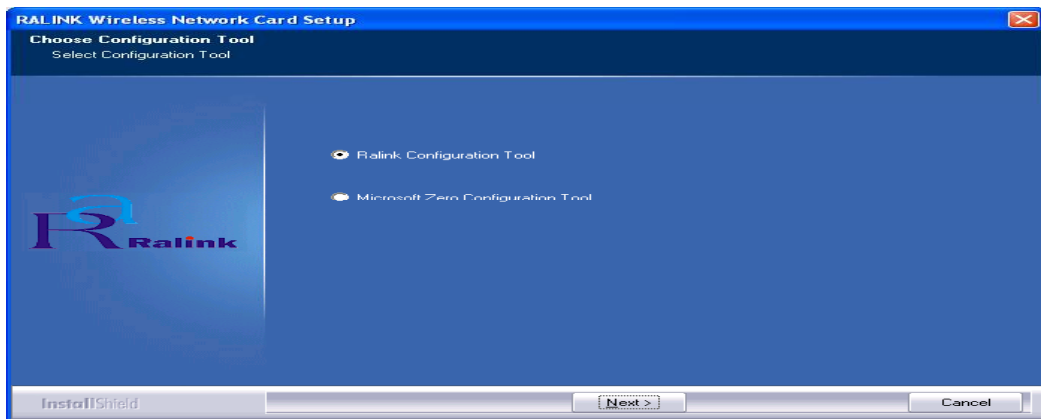 RALINK Wireless Network Card Setup
Choose Configuration Tool
Select Configuration Tool
Ralink Configuration Tool
Microsoft Zero Configuration Tool
Ra
Ralink
InstallShield
Next >
Cancel